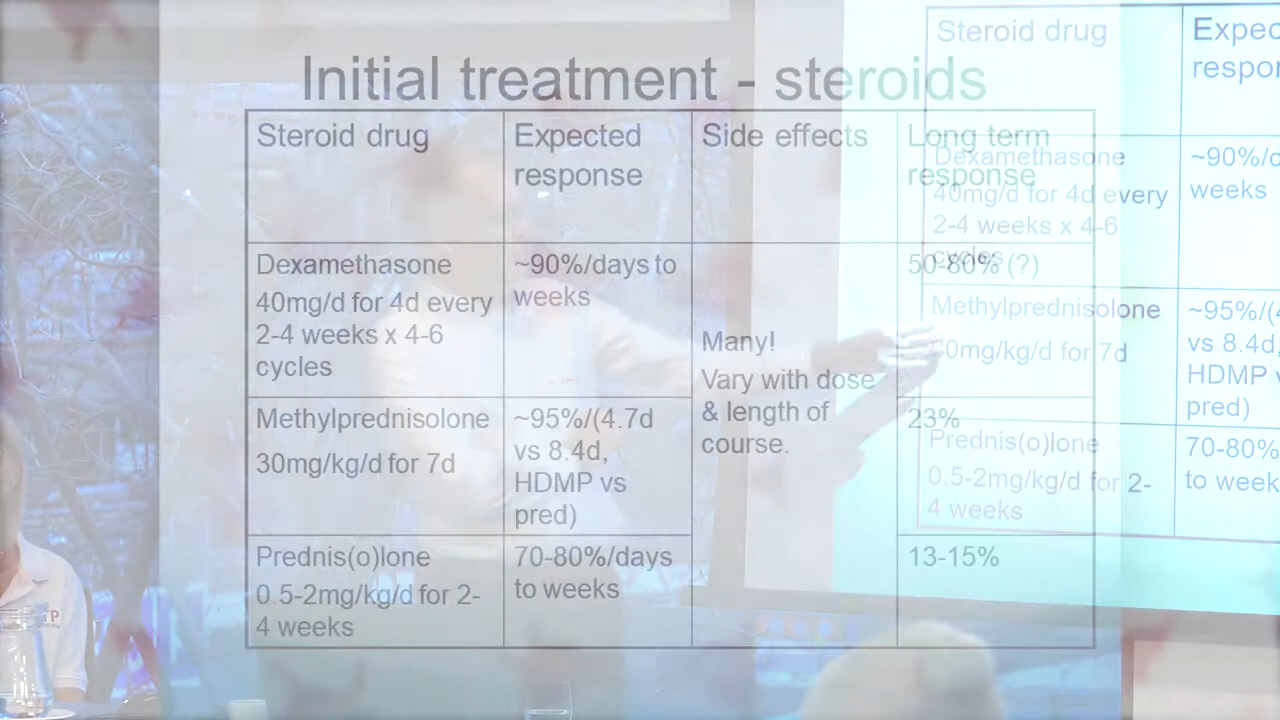 Initial treatment - steroids
Steroid drug
Expected
response
Side effects
Long term
response
Dexamethasone
40mg/d for 4d every
2-4 weeks x 4-6
cycles
~90%/days to
weeks
Many!
Vary with dose
& length of
course.
50-80% (?)
Methylprednisolone
30mg/kg/d for 7d
~95%/(4.7d
vs 8.4d,
HDMP vs
pred)
23%
Prednis(o)lone
0.5-2mg/kg/d for 2-
4 weeks
70-80%/days
to weeks
13-15%
Steroid drug
Expec
respon
Dexamethasone
40mg/d for 4d every
2-4 weeks x 4-6
cycles
~90%/d
weeks
Methylprednisolone
30mg/kg/d for 7d
~95%/(4
vs 8.4d,
HDMP v
pred)
Prednis(o)lone
0.5-2mg/kg/d for 2-
4 weeks
70-80%
to week